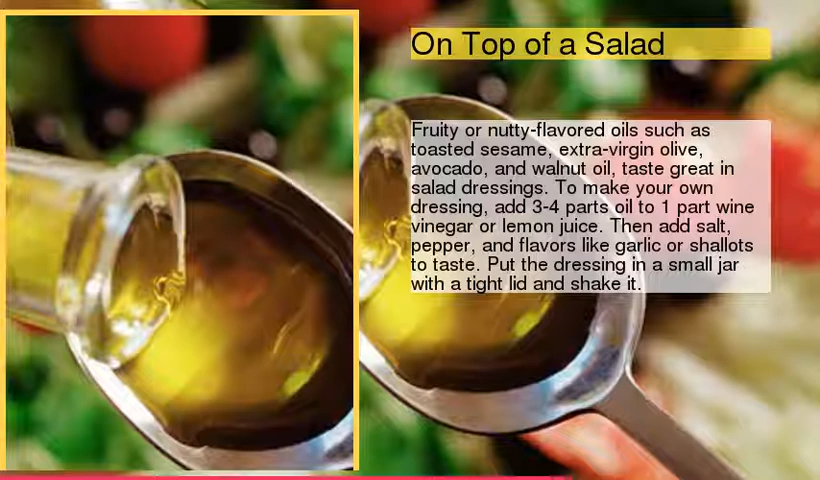 On Top of a Salad
Fruity or nutty-flavored oils such as
toasted sesame, extra-virgin olive,
avocado, and walnut oil, taste great in
salad dressings. To make your own
dressing, add 3-4 parts oil to 1 part wine
vinegar or lemon juice. Then add salt,
pepper, and flavors like garlic or shallots
to taste. Put the dressing in a small jar
with a tight lid and shake it.